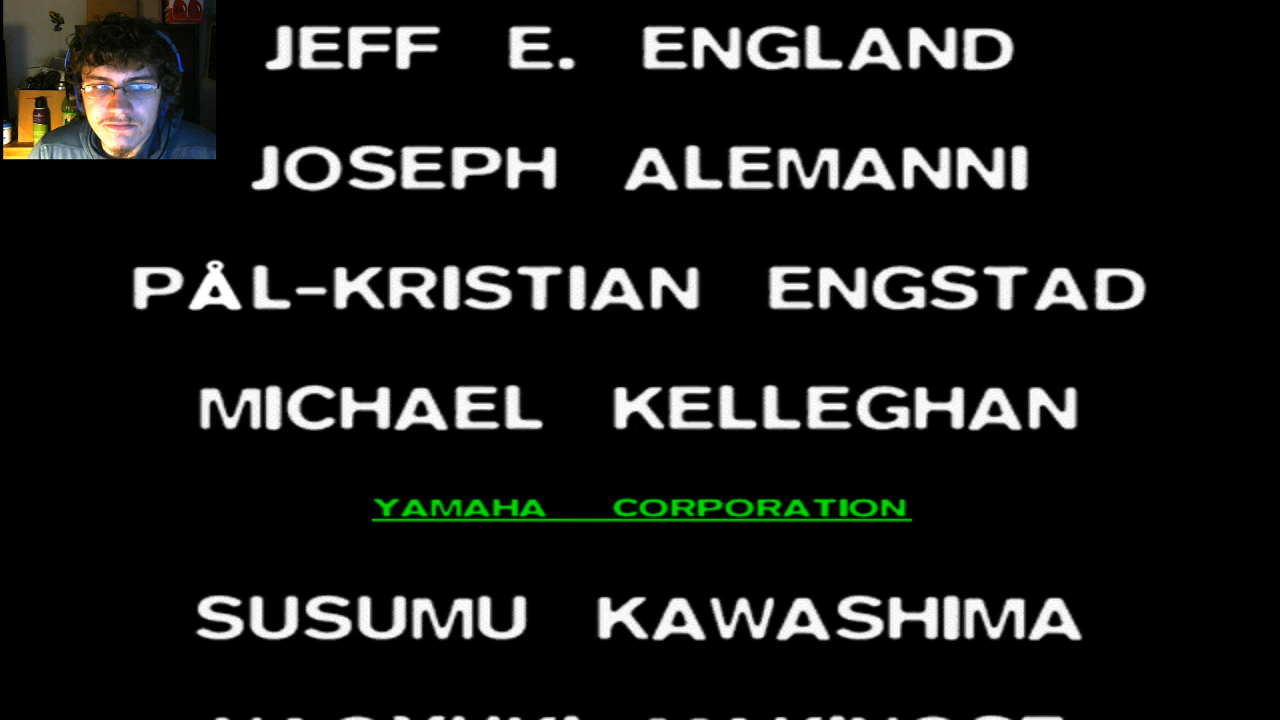 JEFF E. ENGLAND
JOSEPH ALEMANNI
PÅL-KRISTIAN ENGSTAD
MICHAEL KELLEGHAN
YAMAHA CORPORATION
SUSUMU KAWASHIMA